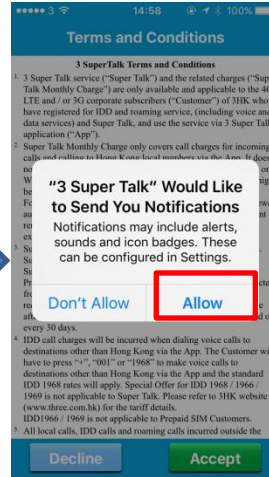 3 14:58 100%
Terms and Conditions
3 SuperTalk Terms and Conditions
1. 3 Super Talk service ("Super Talk") and the related charges ("Sup
Talk Monthly Charge") are only available and applicable to the 4G
LTE and / or 3G corporate subscribers ("Customer") of 3HK who
have registered for IDD and roaming service, (including voice and
data services) and Super Talk, and use the service via 3 Super Talk
application ("App").
2. Super Talk Monthly Charge only covers call charges for incoming
calls and calling to Hong Kong local numbers via the App. It does
"3 Super Talk" Would Like
to Send You Notifications
Notifications may include alerts,
sounds and icon badges. These
can be configured in Settings.
Don't Allow Allow
every 30 days.
4. IDD call charges will be incurred when dialing voice calls to
destinations other than Hong Kong via the App. The Customer wi
have to press "+", "001" or "1968" to make voice calls to
destinations other than Hong Kong via the App and the standard
IDD 1968 rates will apply. Special Offer for IDD 1968 / 1966 /
1969 is not applicable to Super Talk. Please refer to 3HK website
(www.three.com.hk) for the tariff details.
IDD1966 / 1969 is not applicable to Prepaid SIM Customers.
5. All local calls, IDD calls and roaming calls incurred outside the
Decline Accept